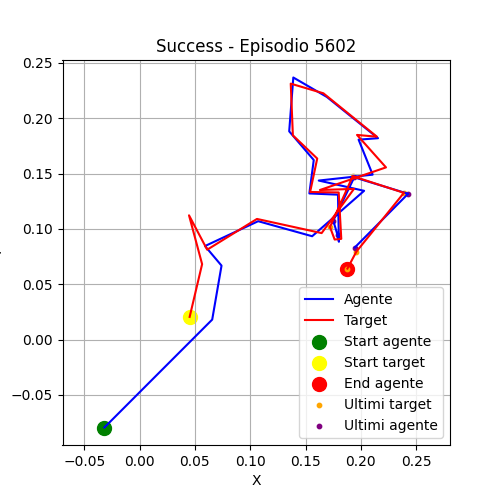 Success - Episodio 5602
0.25
0.20
0.15
0.10
0.05
0.00
−0.05
−0.05
0.00
0.05
0.10
0.15
0.20
0.25
X
Agente
Target
Start agente
Start target
End agente
Ultimi target
Ultimi agente